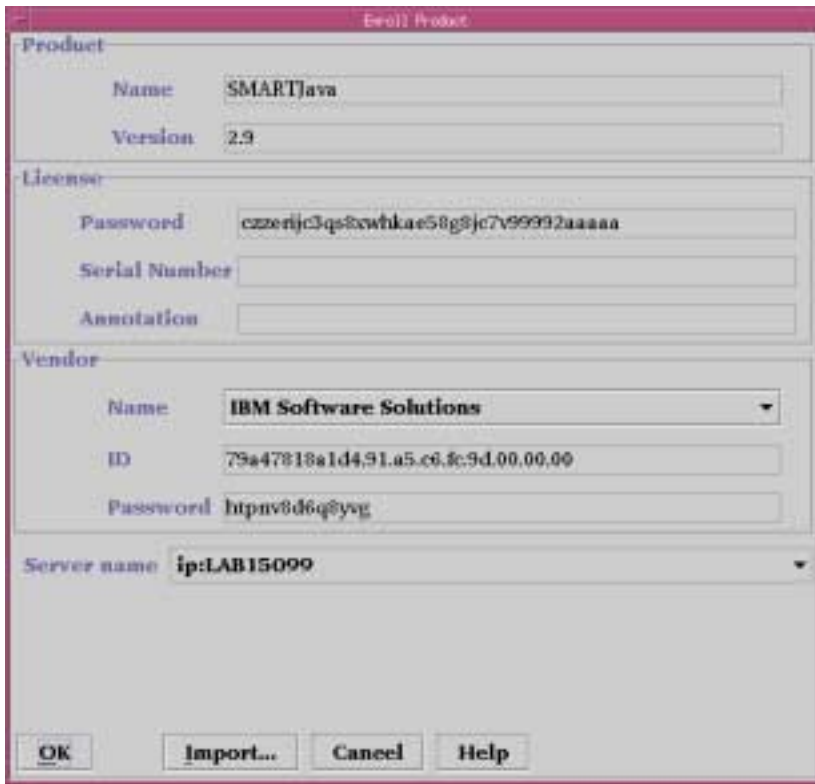 Enroll Product
Product
Name SMARTJava
Version 2.9
License
Password czzerijc3qs8xwhkae58g8jc7v99992aaaaa
Serial Number
Annotation
Vendor
Name IBM Software Solutions
ID 79a47818a1d4.91.a5.c6.fc.9d.00.00.00
Password htpnv8d6q8yvg
Server name ip:LAB15099
OK Import... Cancel Help